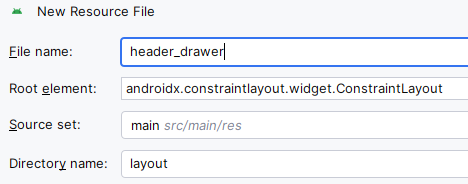 New Resource File
File name: header_drawer
Root element: androidx.constraintlayout.widget.ConstraintLayout
Source set: main src/main/res
Directory name: layout